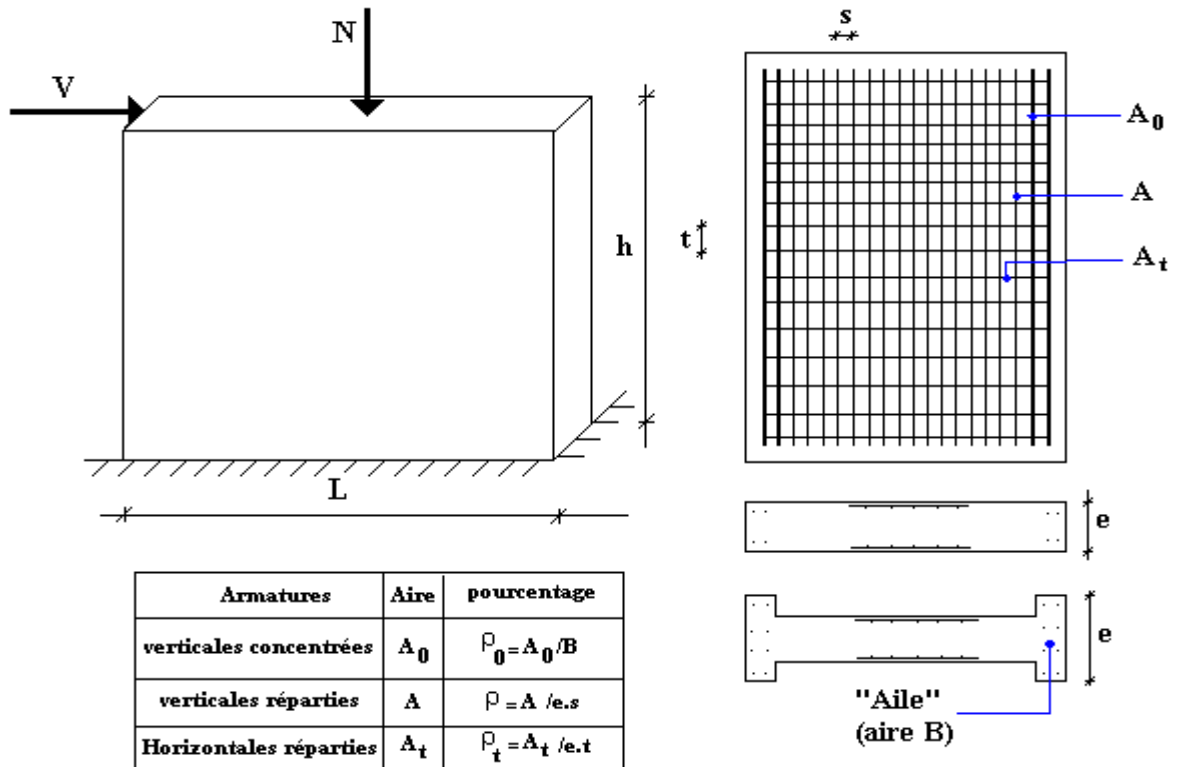 N
V
h
L
s
A0
A
t
At
e
e
"Aile"
(aire B)
Armatures Aire pourcentage
verticales concentrées A0 ρ0=A0/B
verticales réparties A ρ =A /e.s
Horizontales réparties At ρt=At /e.t